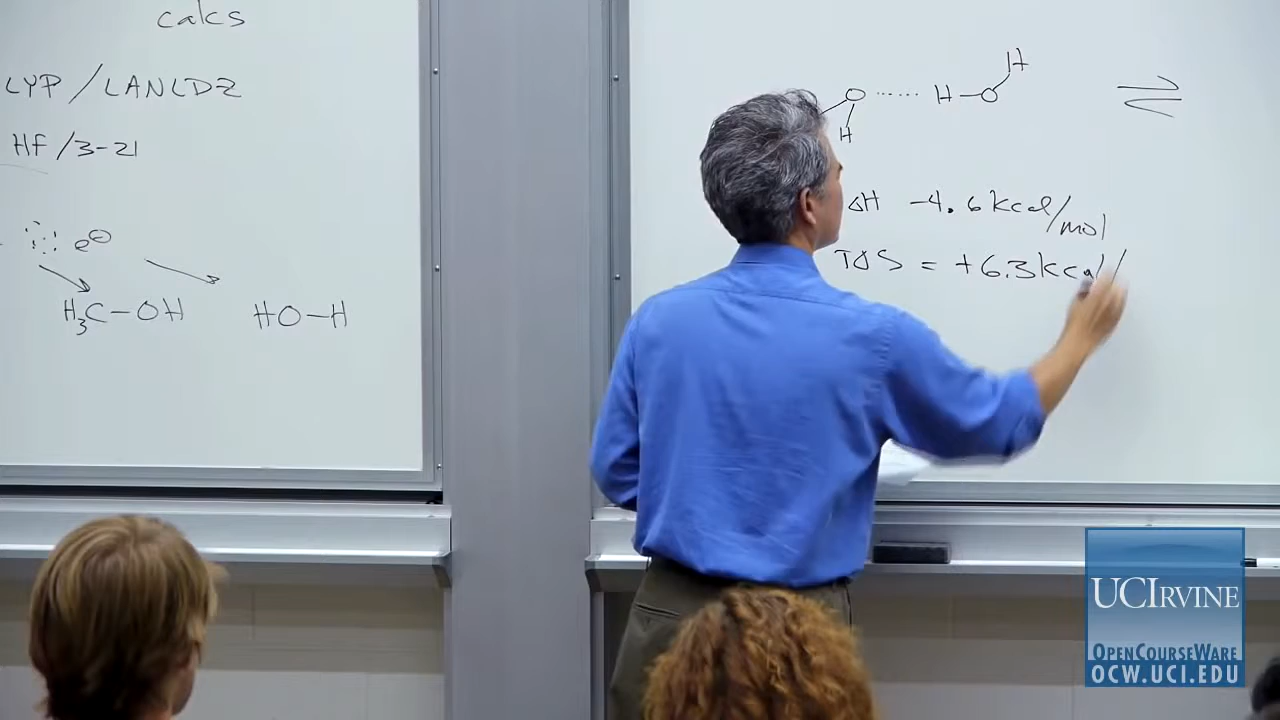 calcs
LYP / LANLDZ
HF / 3-21
e⊖
H₃C–OH HO–H
H
O ...... H–O ⇌
H
ΔH -4.6 kcal/mol
TΔS = +6.3 kcal/
UCIRVINE
OPENCOURSEWARE
OCW.UCI.EDU